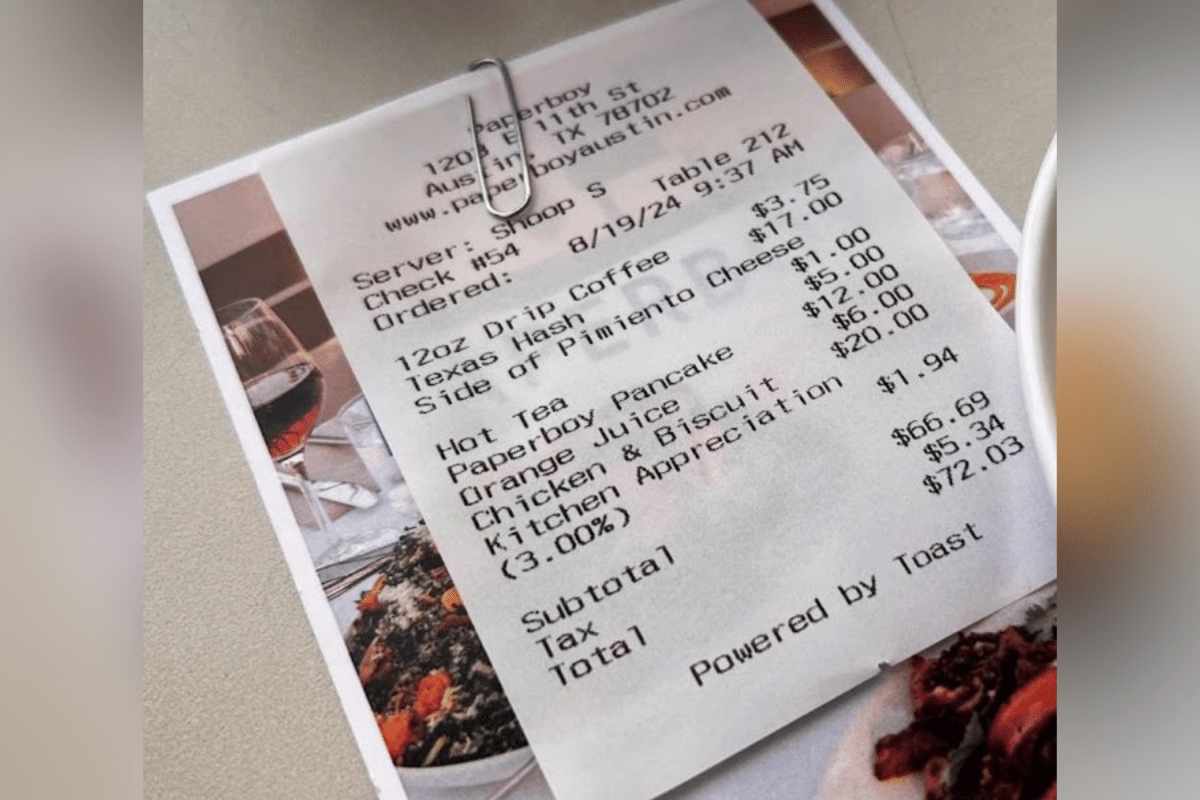 Paperboy
1203 E 11th St
Austin, TX 78702
www.paperboyaustin.com
Server: Shoop S Table 212
Check #54
Ordered: 8/19/24 9:37 AM
12oz Drip Coffee $3.75
Texas Hash $17.00
Side of Pimiento Cheese $1.00
Hot Tea $5.00
Paperboy Pancake $12.00
Orange Juice $6.00
Chicken & Biscuit $20.00
Kitchen Appreciation $1.94
(3.00%)
Subtotal $66.69
Tax $5.34
Total $72.03
Powered by Toast